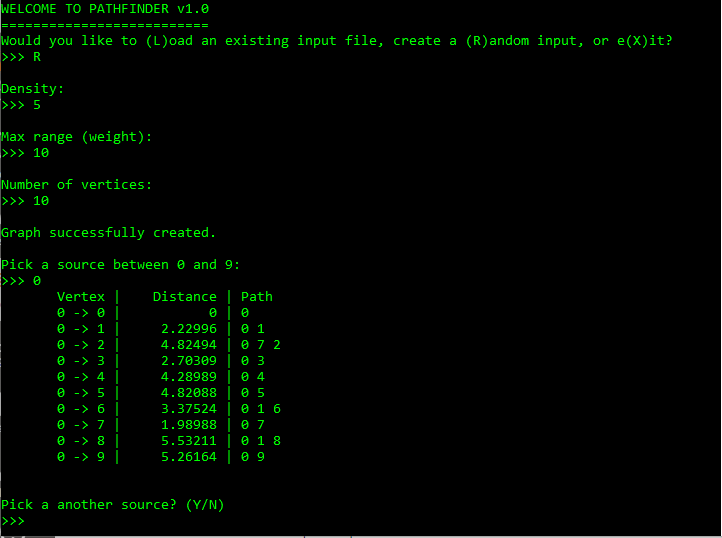 WELCOME TO PATHFINDER v1.0
==========================
Would you like to (L)oad an existing input file, create a (R)andom input, or e(X)it?
>>> R
Density:
>>> 5
Max range (weight):
>>> 10
Number of vertices:
>>> 10
Graph successfully created.
Pick a source between 0 and 9:
>>> 0
Vertex | Distance | Path
0 -> 0 | 0 | 0
0 -> 1 | 2.22996 | 0 1
0 -> 2 | 4.82494 | 0 7 2
0 -> 3 | 2.70309 | 0 3
0 -> 4 | 4.28989 | 0 4
0 -> 5 | 4.82088 | 0 5
0 -> 6 | 3.37524 | 0 1 6
0 -> 7 | 1.98988 | 0 7
0 -> 8 | 5.53211 | 0 1 8
0 -> 9 | 5.26164 | 0 9
Pick a another source? (Y/N)
>>>